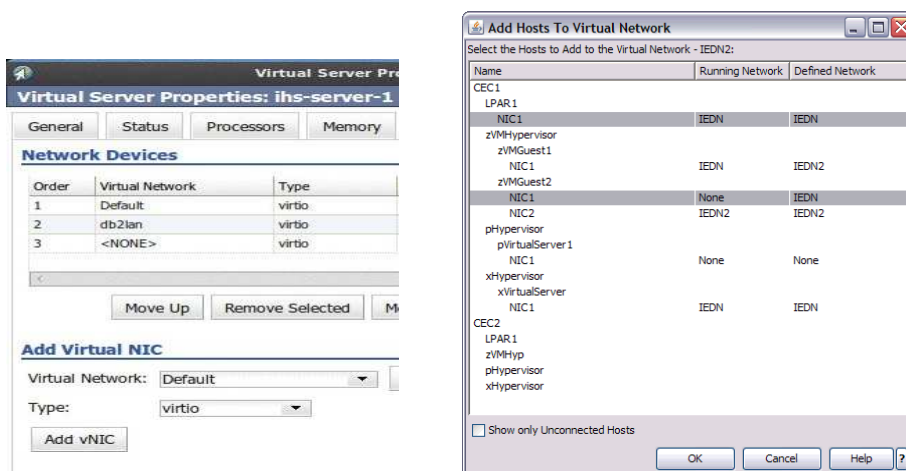 Virtual Server Pr
Virtual Server Properties: ihs-server-1
General Status Processors Memory
Network Devices
Order Virtual Network Type
1 Default virtio
2 db2lan virtio
3 <NONE> virtio
Move Up Remove Selected M
Add Virtual NIC
Virtual Network: Default
Type: virtio
Add vNIC
Add Hosts To Virtual Network
Select the Hosts to Add to the Virtual Network - IEDN2:
Name Running Network Defined Network
CEC1
LPAR1
NIC1 IEDN IEDN
zVMHypervisor
zVMGuest1
NIC1 IEDN IEDN2
zVMGuest2
NIC1 None IEDN
NIC2 IEDN2 IEDN2
pHypervisor
pVirtualServer1
NIC1 None None
xHypervisor
xVirtualServer
NIC1 IEDN IEDN
CEC2
LPAR1
zVMHyp
pHypervisor
xHypervisor
Show only Unconnected Hosts
OK Cancel Help ?